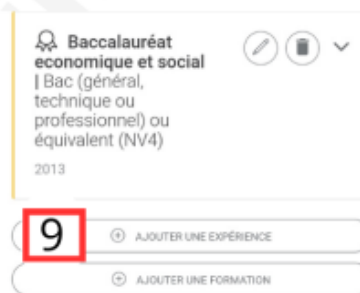 Baccalauréat
economique et social
| Bac (général,
technique ou
professionnel) ou
équivalent (NV4)
2013
9
AJOUTER UNE EXPÉRIENCE
AJOUTER UNE FORMATION